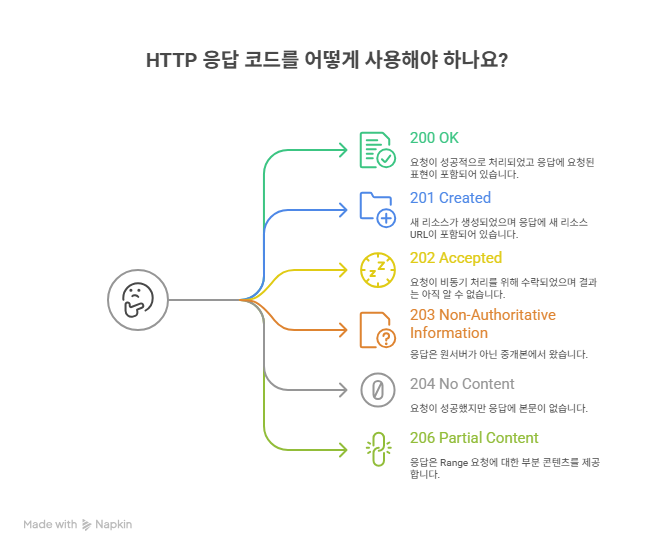 HTTP 응답 코드를 어떻게 사용해야 하나요?
200 OK
요청이 성공적으로 처리되었고 응답에 요청된
표현이 포함되어 있습니다.
201 Created
새 리소스가 생성되었으며 응답에 새 리소스
URL이 포함되어 있습니다.
202 Accepted
요청이 비동기 처리를 위해 수락되었으며 결과
는 아직 알 수 없습니다.
203 Non-Authoritative
Information
응답은 원서버가 아닌 중개본에서 왔습니다.
204 No Content
요청이 성공했지만 응답에 본문이 없습니다.
206 Partial Content
응답은 Range 요청에 대한 부분 콘텐츠를 제공
합니다.
Made with Napkin